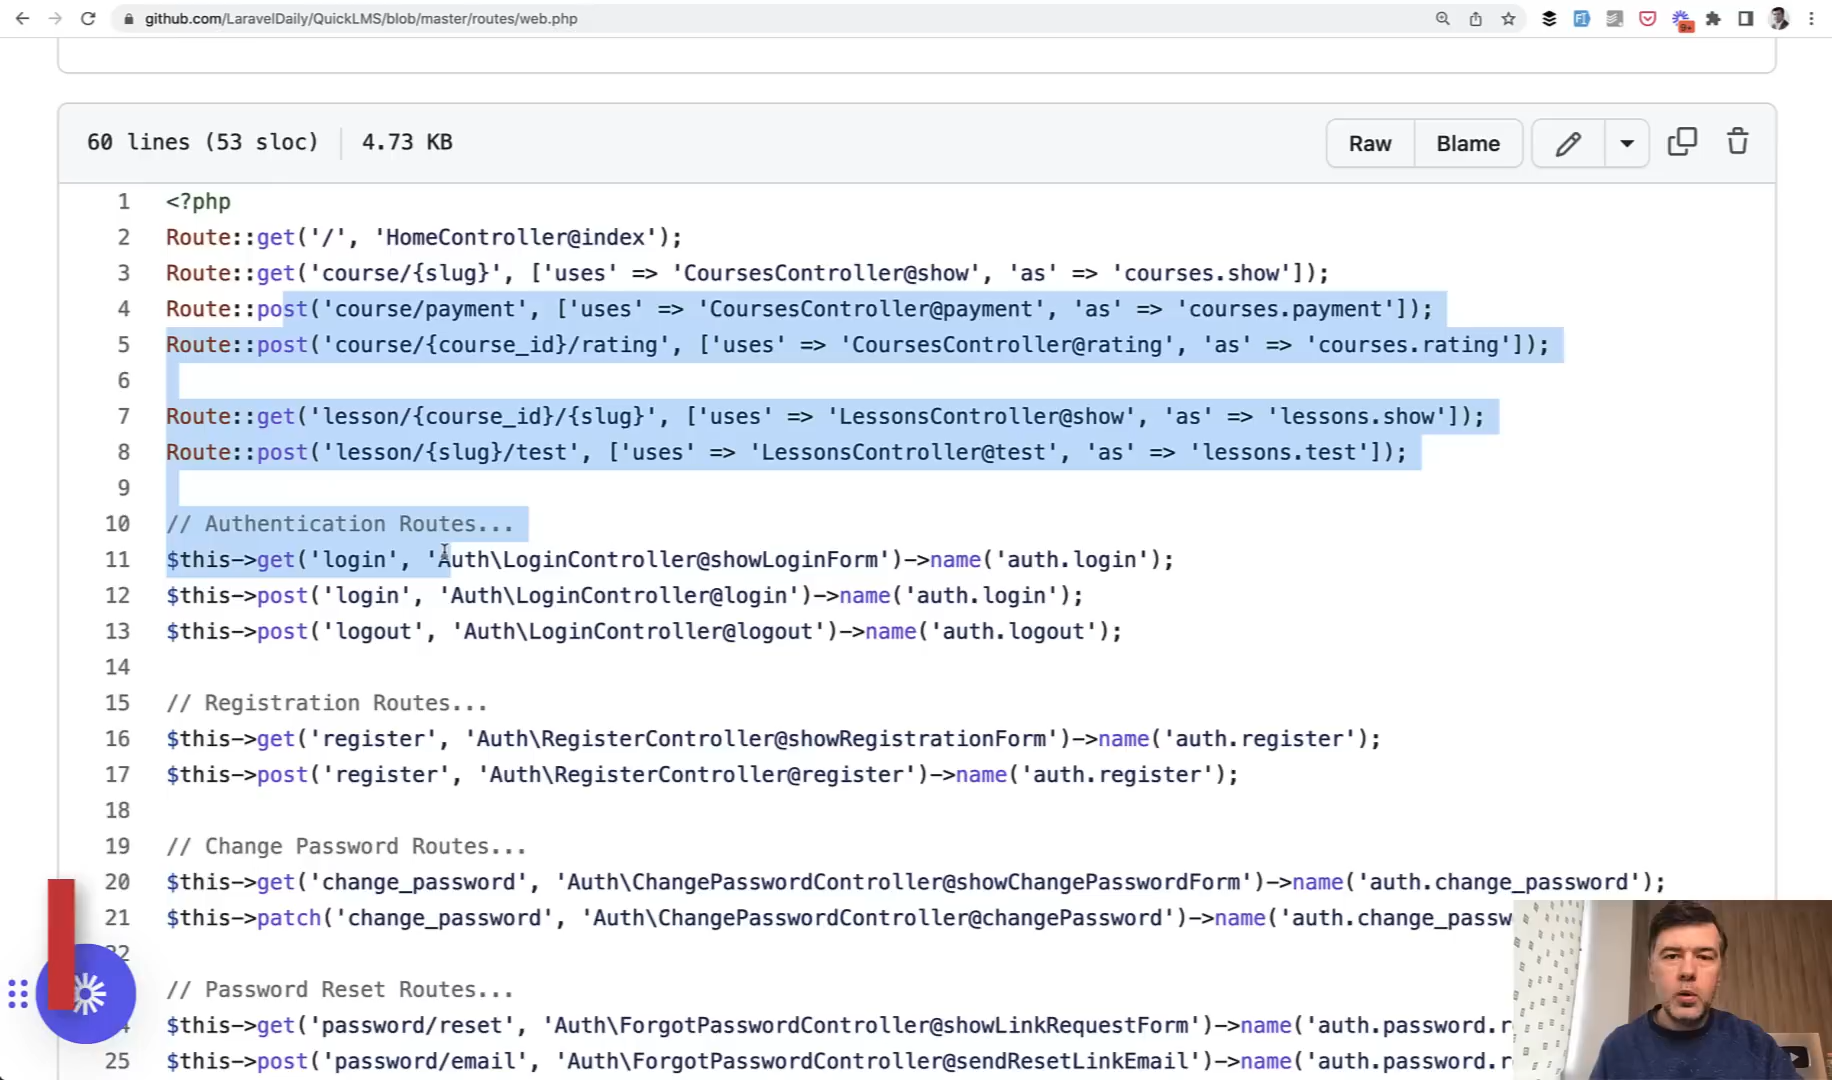 github.com/LaravelDaily/QuickLMS/blob/master/routes/web.php
9+
60 lines (53 sloc) 4.73 KB
Raw Blame
1 <?php
2 Route::get('/', 'HomeController@index');
3 Route::get('course/{slug}', ['uses' => 'CoursesController@show', 'as' => 'courses.show']);
4 Route::post('course/payment', ['uses' => 'CoursesController@payment', 'as' => 'courses.payment']);
5 Route::post('course/{course_id}/rating', ['uses' => 'CoursesController@rating', 'as' => 'courses.rating']);
6
7 Route::get('lesson/{course_id}/{slug}', ['uses' => 'LessonsController@show', 'as' => 'lessons.show']);
8 Route::post('lesson/{slug}/test', ['uses' => 'LessonsController@test', 'as' => 'lessons.test']);
9
10 // Authentication Routes...
11 $this->get('login', 'Auth\LoginController@showLoginForm')->name('auth.login');
12 $this->post('login', 'Auth\LoginController@login')->name('auth.login');
13 $this->post('logout', 'Auth\LoginController@logout')->name('auth.logout');
14
15 // Registration Routes...
16 $this->get('register', 'Auth\RegisterController@showRegistrationForm')->name('auth.register');
17 $this->post('register', 'Auth\RegisterController@register')->name('auth.register');
18
19 // Change Password Routes...
20 $this->get('change_password', 'Auth\ChangePasswordController@showChangePasswordForm')->name('auth.change_password');
21 $this->patch('change_password', 'Auth\ChangePasswordController@changePassword')->name('auth.change_passw
22
// Password Reset Routes...
4 $this->get('password/reset', 'Auth\ForgotPasswordController@showLinkRequestForm')->name('auth.password.r
25 $this->post('password/email', 'Auth\ForgotPasswordController@sendResetLinkEmail')->name('auth.password.r